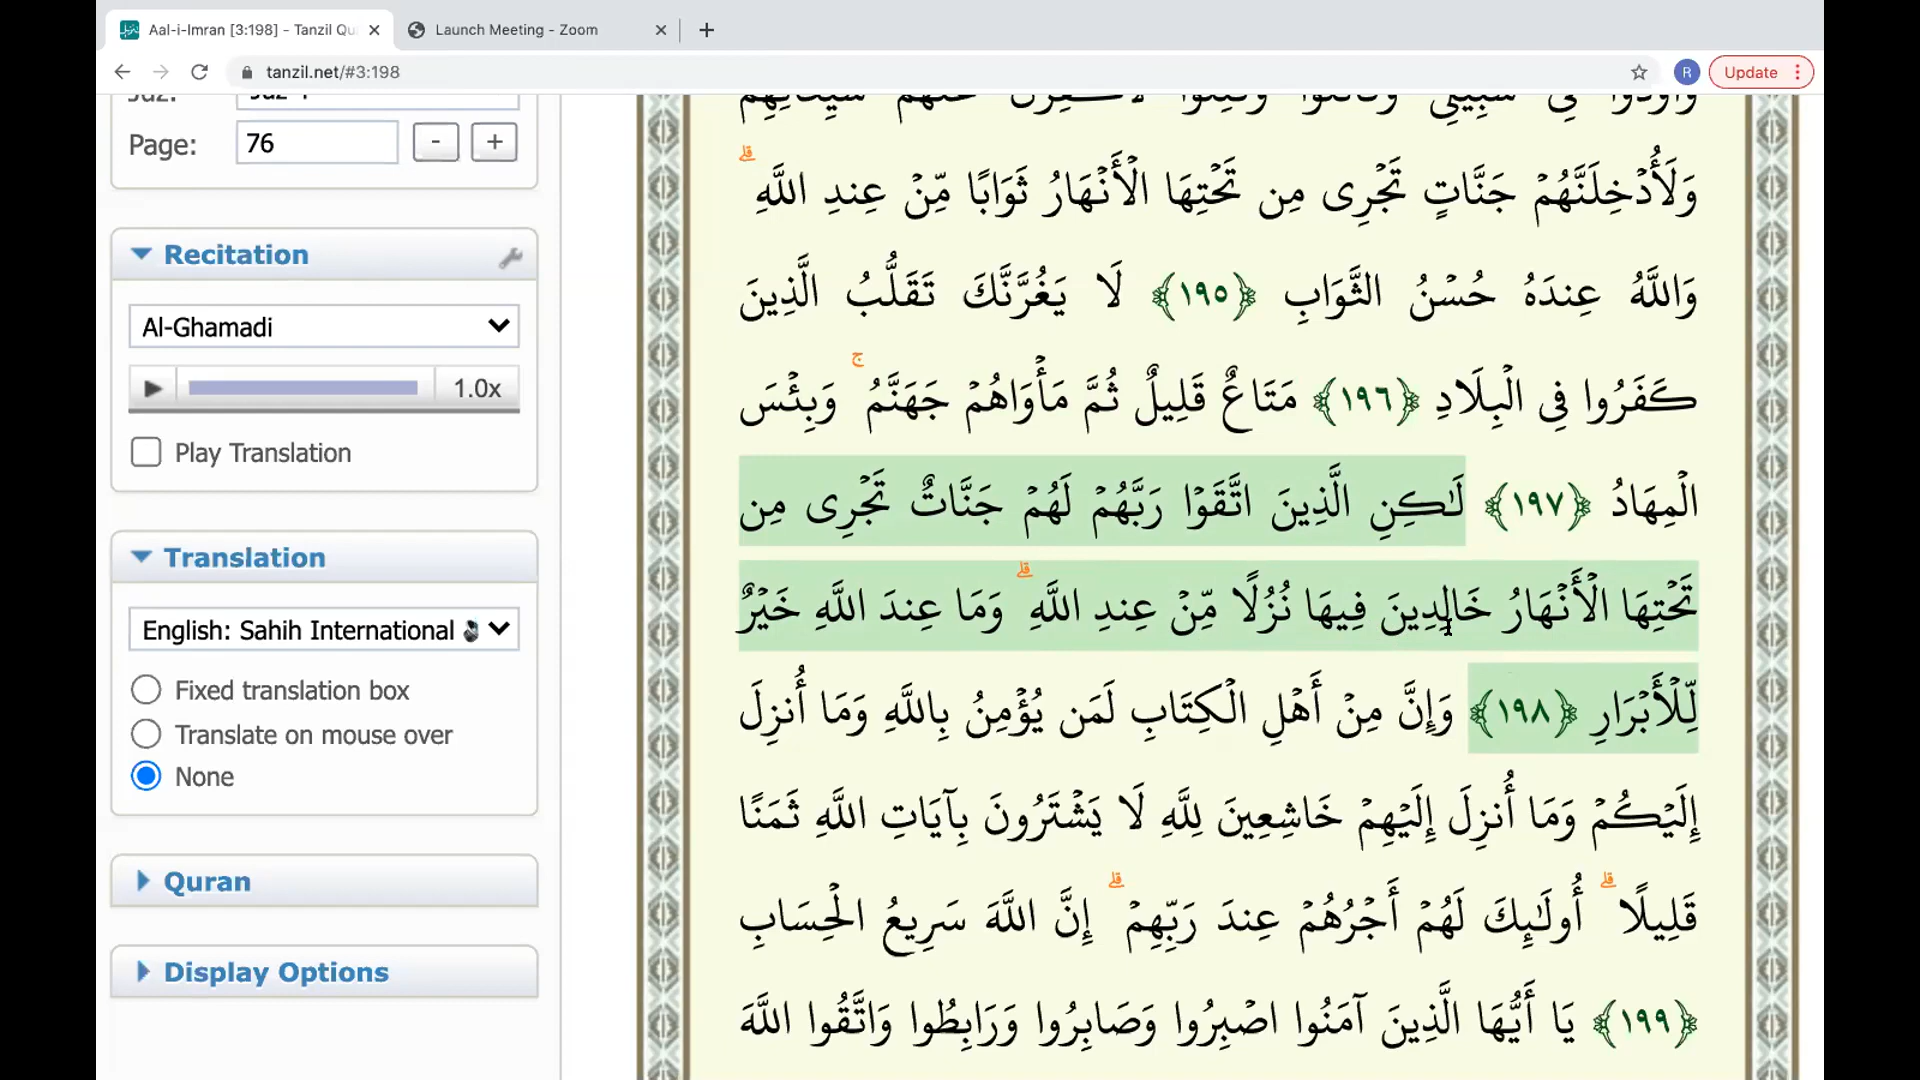 Aal-i-Imran [3:198] - Tanzil Qu
Launch Meeting - Zoom
tanzil.net/#3:198
R
Update
Page:
76
-
+
Recitation
Al-Ghamadi
1.0x
Play Translation
Translation
English: Sahih International
Fixed translation box
Translate on mouse over
None
Quran
Display Options
وَلَأُدْخِلَنَّهُمْ جَنَّاتٍ تَجْرِى مِن تَحْتِهَا الْأَنْهَارُ ثَوَابًا مِّنْ عِندِ اللَّهِ ۗ
وَاللَّهُ عِندَهُ حُسْنُ الثَّوَابِ ﴿١٩٥﴾ لَا يَغُرَّنَّكَ تَقَلُّبُ الَّذِينَ
كَفَرُوا فِى الْبِلَادِ ﴿١٩٦﴾ مَتَاعٌ قَلِيلٌ ثُمَّ مَأْوَاهُمْ جَهَنَّمُ ۚ وَبِئْسَ
الْمِهَادُ ﴿١٩٧﴾ لَـٰكِنِ الَّذِينَ اتَّقَوْا رَبَّهُمْ لَهُمْ جَنَّاتٌ تَجْرِى مِن
تَحْتِهَا الْأَنْهَارُ خَالِدِينَ فِيهَا نُزُلًا مِّنْ عِندِ اللَّهِ ۗ وَمَا عِندَ اللَّهِ خَيْرٌ
لِّلْأَبْرَارِ ﴿١٩٨﴾ وَإِنَّ مِنْ أَهْلِ الْكِتَابِ لَمَن يُؤْمِنُ بِاللَّهِ وَمَا أُنزِلَ
إِلَيْكُمْ وَمَا أُنزِلَ إِلَيْهِمْ خَاشِعِينَ لِلَّهِ لَا يَشْتَرُونَ بِآيَاتِ اللَّهِ ثَمَنًا
قَلِيلًا ۗ أُولَـٰئِكَ لَهُمْ أَجْرُهُمْ عِندَ رَبِّهِمْ ۗ إِنَّ اللَّهَ سَرِيعُ الْحِسَابِ
﴿١٩٩﴾ يَا أَيُّهَا الَّذِينَ آمَنُوا اصْبِرُوا وَصَابِرُوا وَرَابِطُوا وَاتَّقُوا اللَّهَ